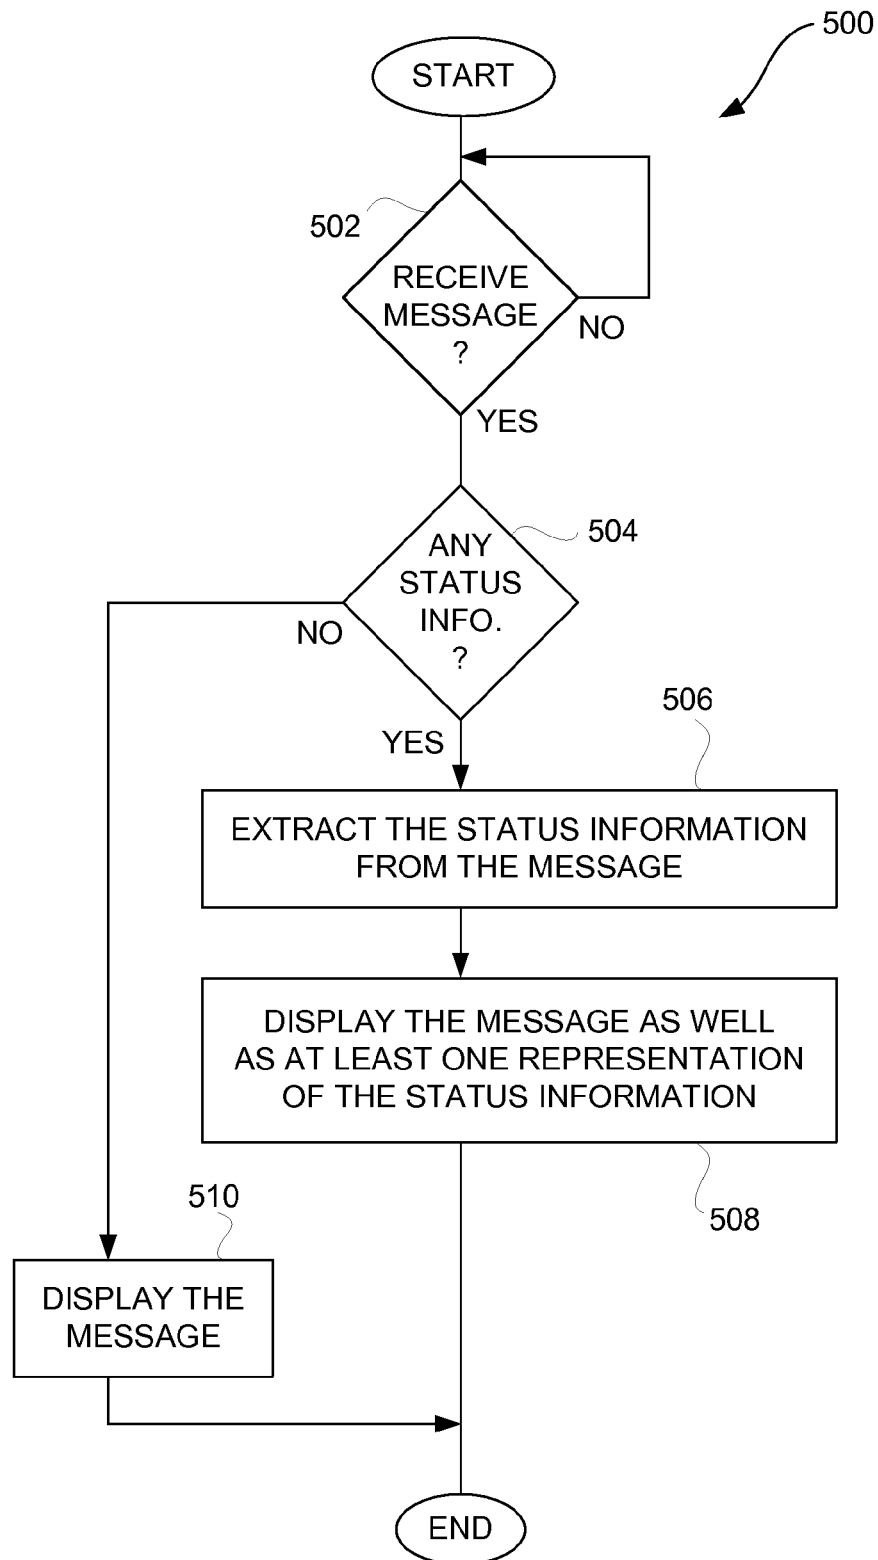 500
START
502
RECEIVE
MESSAGE
?
NO
YES
504
ANY
STATUS
INFO.
?
NO
YES
506
EXTRACT THE STATUS INFORMATION
FROM THE MESSAGE
DISPLAY THE MESSAGE AS WELL
AS AT LEAST ONE REPRESENTATION
OF THE STATUS INFORMATION
508
510
DISPLAY THE
MESSAGE
END